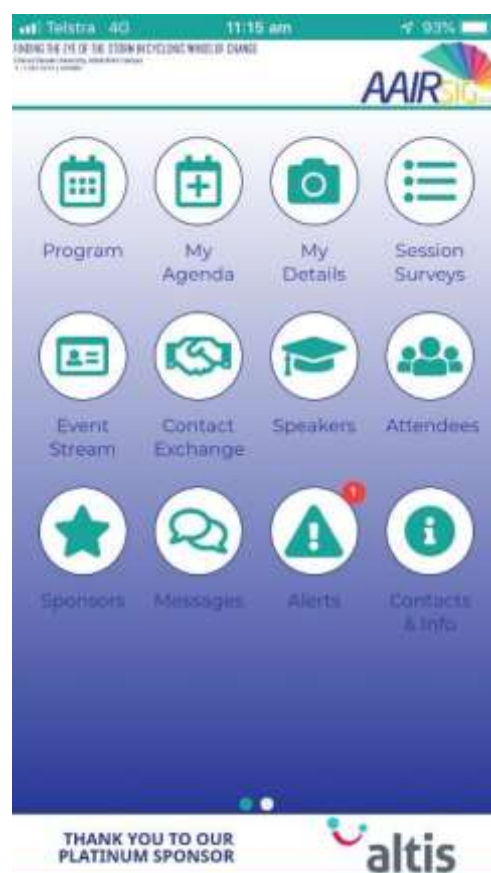 Telstra 4G 11:15 am 93%
FINDING THE EYE OF THE STORM IN CYCLONIC WINDS OF CHANGE
AAIRSIG
Program
My
Agenda
My
Details
Session
Surveys
Event
Stream
Contact
Exchange
Speakers
Attendees
1
Sponsors
Messages
Alerts
Contacts
& Info
THANK YOU TO OUR
PLATINUM SPONSOR
altis